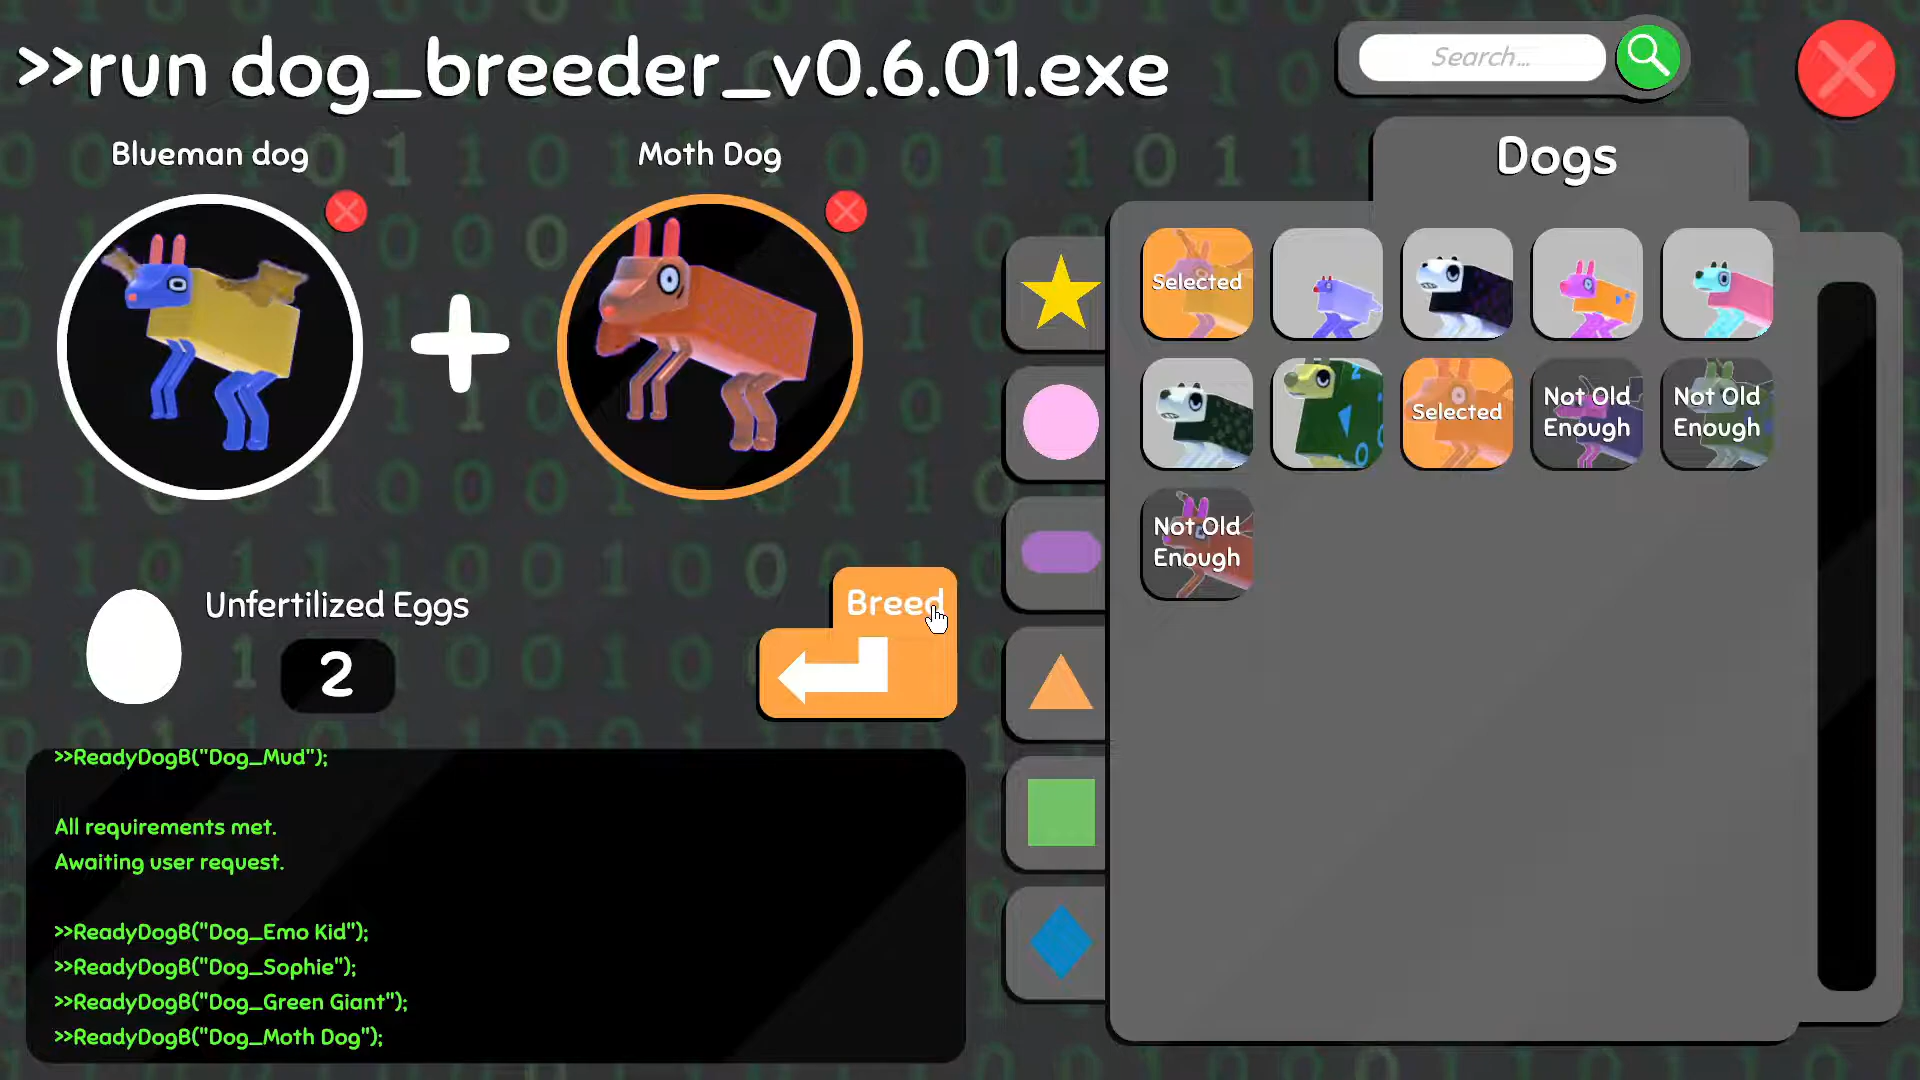 >>run dog_breeder_v0.6.01.exe
Search...
Blueman dog
Moth Dog
Dogs
Selected
Selected
Not Old
Enough
Not Old
Enough
Not Old
Enough
Unfertilized Eggs
2
Breed
>>ReadyDogB("Dog_Mud");
All requirements met.
Awaiting user request.
>>ReadyDogB("Dog_Emo Kid");
>>ReadyDogB("Dog_Sophie");
>>ReadyDogB("Dog_Green Giant");
>>ReadyDogB("Dog_Moth Dog");